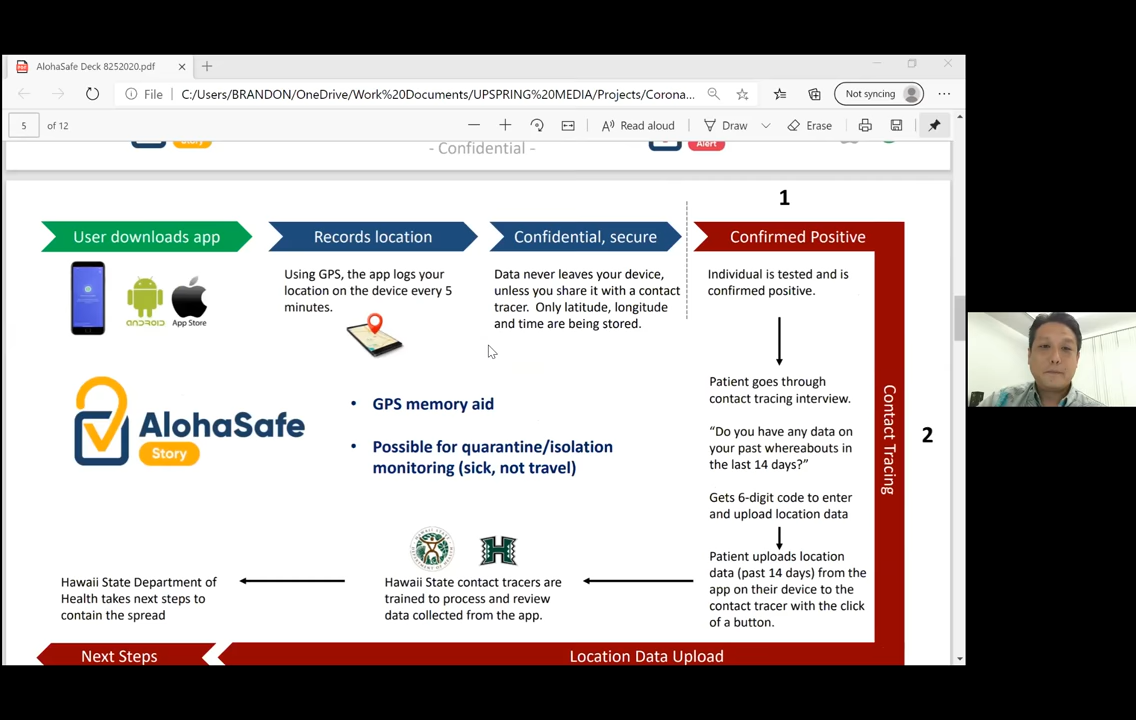 AlohaSafe Deck 8252020.pdf
File
C:/Users/BRANDON/OneDrive/Work%20Documents/UPSPRING%20MEDIA/Projects/Corona...
Not syncing
5
of 12
Read aloud
Draw
Erase
Story
- Confidential -
Alert
1
User downloads app
Records location
Confidential, secure
Confirmed Positive
ANDROID
App Store
Using GPS, the app logs your
location on the device every 5
minutes.
Data never leaves your device,
unless you share it with a contact
tracer. Only latitude, longitude
and time are being stored.
Individual is tested and is
confirmed positive.
Patient goes through
contact tracing interview.
"Do you have any data on
your past whereabouts in
the last 14 days?"
Gets 6-digit code to enter
and upload location data
Contact Tracing
2
AlohaSafe
Story
• GPS memory aid
• Possible for quarantine/isolation
monitoring (sick, not travel)
Patient uploads location
data (past 14 days) from the
app on their device to the
contact tracer with the click
of a button.
Hawaii State contact tracers are
trained to process and review
data collected from the app.
Hawaii State Department of
Health takes next steps to
contain the spread
Next Steps
Location Data Upload